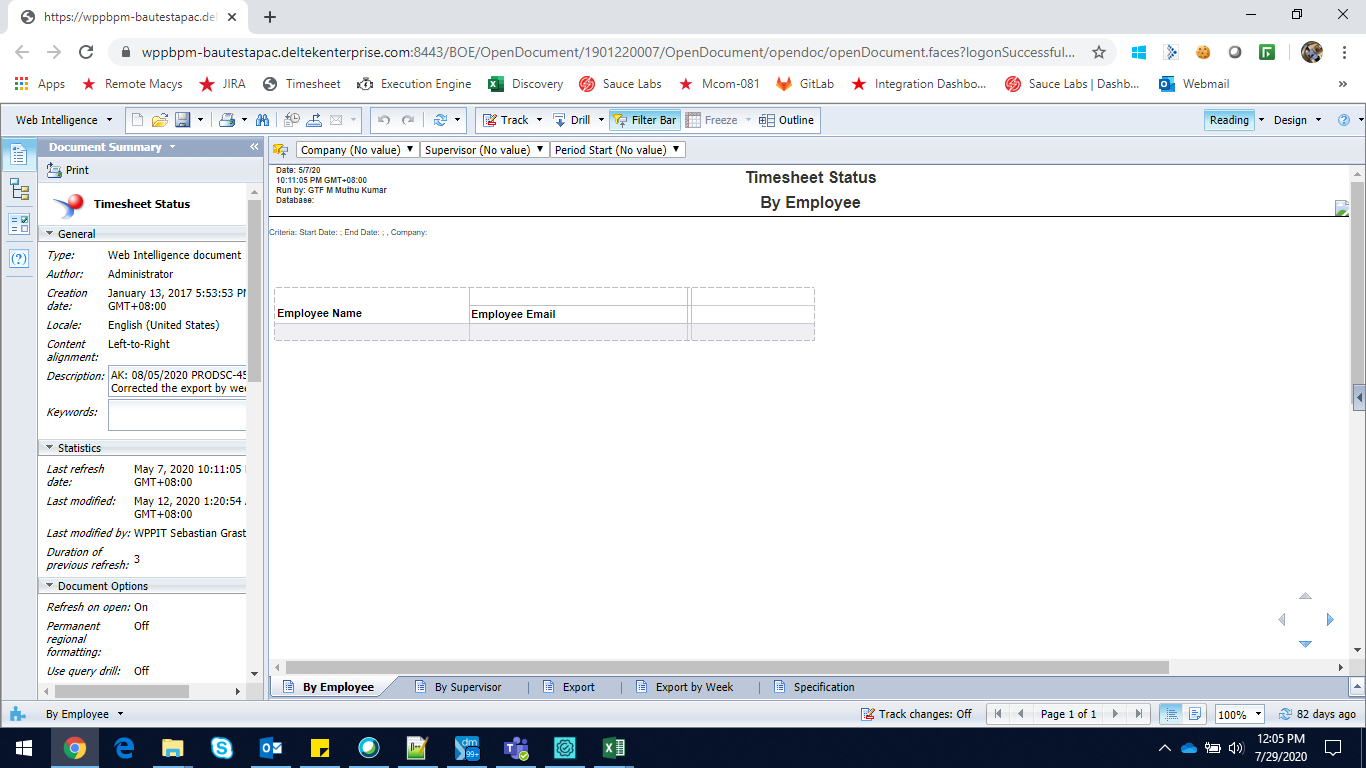 https://wppbpm-bautestapac.del
wppbpm-bautestapac.deltekenterprise.com:8443/BOE/OpenDocument/1901220007/OpenDocument/opendoc/openDocument.faces?logonSuccessful...
Apps Remote Macys JIRA Timesheet Execution Engine Discovery Sauce Labs Mcom-081 GitLab Integration Dashbo... Sauce Labs | Dashb... Webmail »
Web Intelligence Track Drill Filter Bar Freeze Outline Reading Design
Document Summary
Company (No value) Supervisor (No value) Period Start (No value)
Print
Timesheet Status
General
Type: Web Intelligence document
Author: Administrator
Creation date: January 13, 2017 5:53:53 PM
GMT+08:00
Locale: English (United States)
Content alignment: Left-to-Right
Description: AK: 08/05/2020 PRODSC-45
Corrected the export by wee
Keywords:
Statistics
Last refresh date: May 7, 2020 10:11:05
GMT+08:00
Last modified: May 12, 2020 1:20:54
GMT+08:00
Last modified by: WPPIT Sebastian Grast
Duration of previous refresh: 3
Document Options
Refresh on open: On
Permanent regional formatting: Off
Use query drill: Off
Date: 5/7/20
10:11:05 PM GMT+08:00
Run by: GTF M Muthu Kumar
Database:
Timesheet Status
By Employee
Criteria: Start Date: ; End Date: ; , Company:
Employee Name Employee Email
By Employee By Supervisor Export Export by Week Specification
By Employee Track changes: Off Page 1 of 1 100% 82 days ago
dm
99+
12:05 PM
7/29/2020